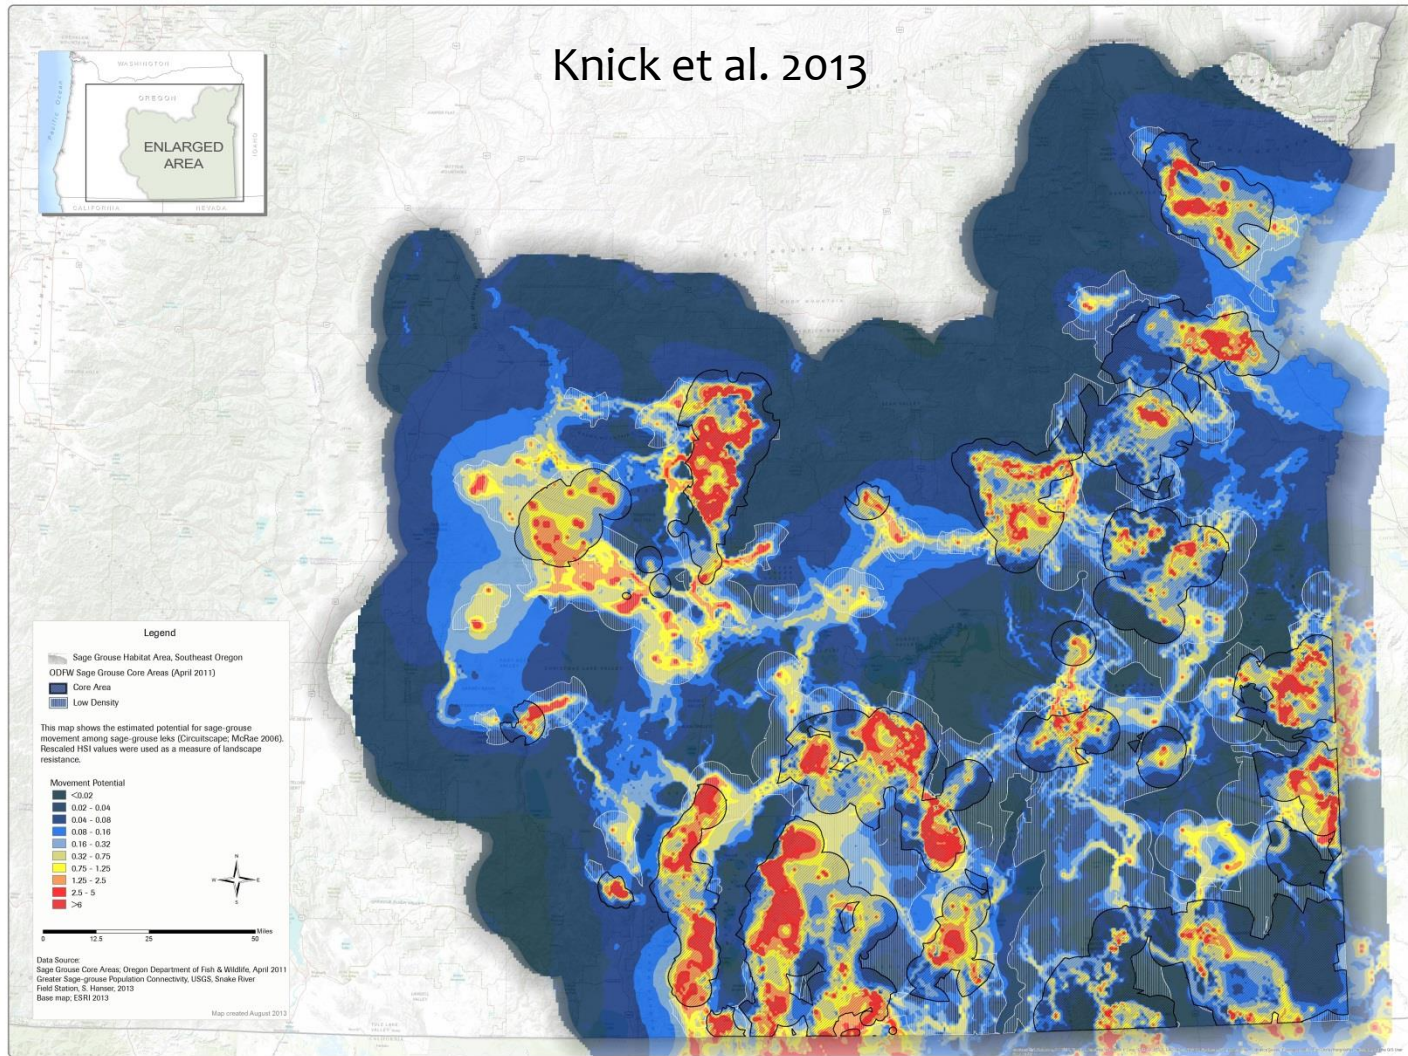 Knick et al. 2013
WASHINGTON
OREGON
Pacific Ocean
IDAHO
ENLARGED
AREA
CALIFORNIA
NEVADA
Legend
Sage Grouse Habitat Area, Southeast Oregon
ODFW Sage Grouse Core Areas (April 2011)
Core Area
Low Density
This map shows the estimated potential for sage-grouse
movement among sage-grouse leks (Circuitscape; McRae 2006).
Rescaled HSI values were used as a measure of landscape
resistance.
Movement Potential
<0.02
0.02 - 0.04
0.04 - 0.08
0.08 - 0.16
0.16 - 0.32
0.32 - 0.75
0.75 - 1.25
1.25 - 2.5
2.5 - 5
>6
N
W
E
S
Miles
0 12.5 25 50
Data Source:
Sage Grouse Core Areas; Oregon Department of Fish & Wildlife, April 2011
Greater Sage-grouse Population Connectivity, USGS, Snake River
Field Station, S. Hanser, 2013
Base map; ESRI 2013
Map created August 2013